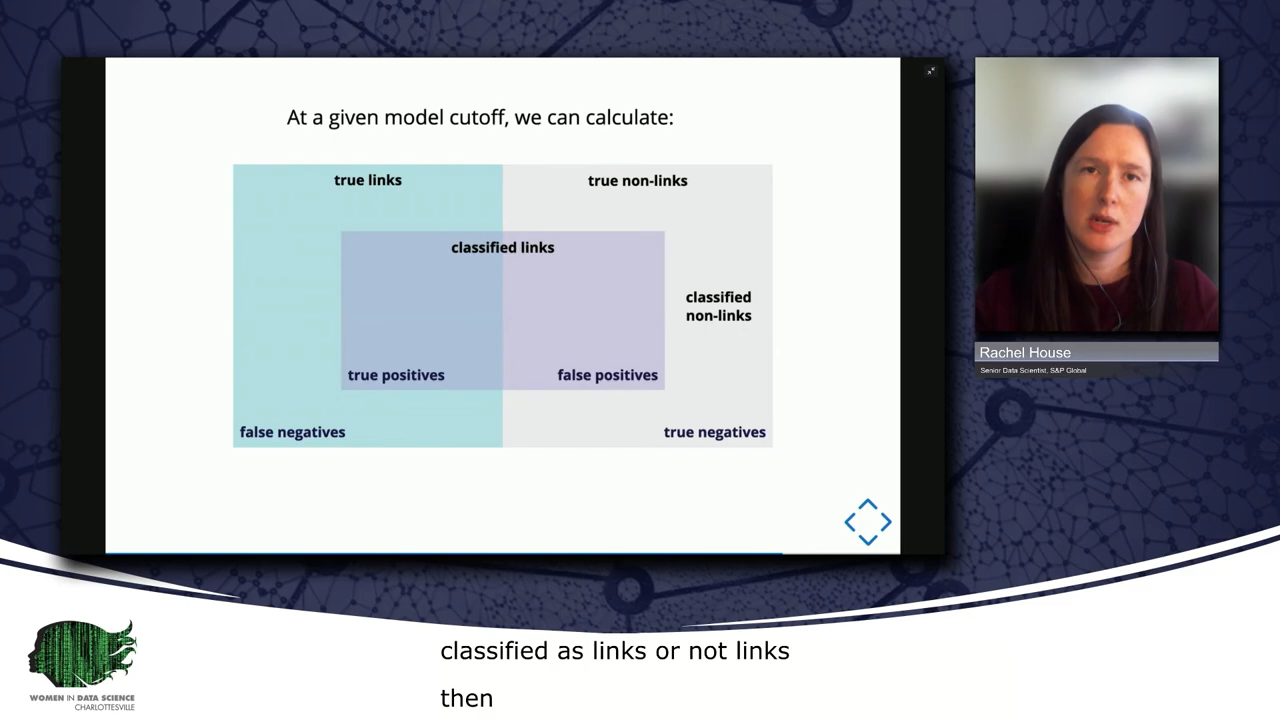 At a given model cutoff, we can calculate:
true links
true non-links
classified links
classified
non-links
true positives
false positives
false negatives
true negatives
Rachel House
Senior Data Scientist, S&P Global
classified as links or not links
then
WOMEN IN DATA SCIENCE
CHARLOTTESVILLE